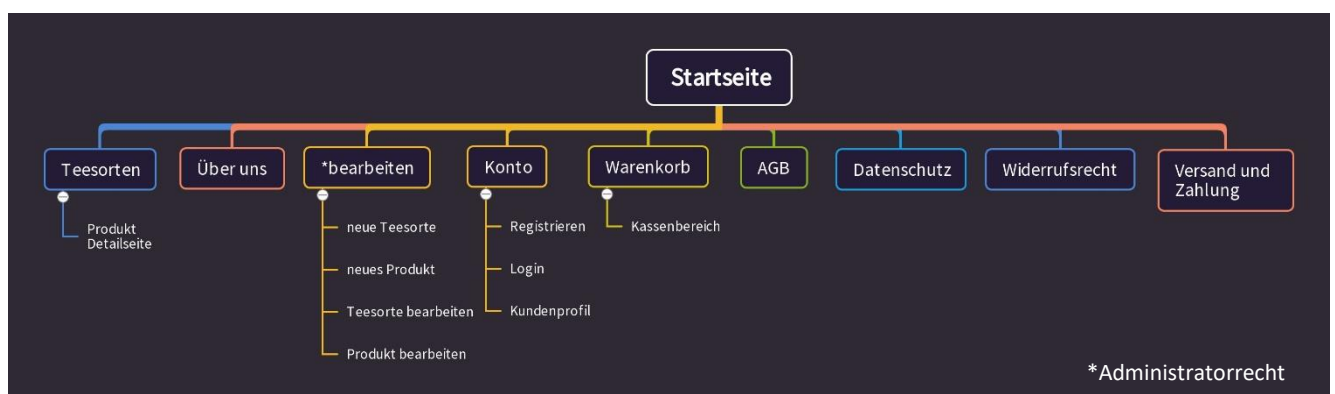 Startseite
Teesorten
Über uns
*bearbeiten
Konto
Warenkorb
AGB
Datenschutz
Widerrufsrecht
Versand und
Zahlung
Produkt
Detailseite
neue Teesorte
neues Produkt
Teesorte bearbeiten
Produkt bearbeiten
Registrieren
Login
Kundenprofil
Kassenbereich
*Administratorrecht